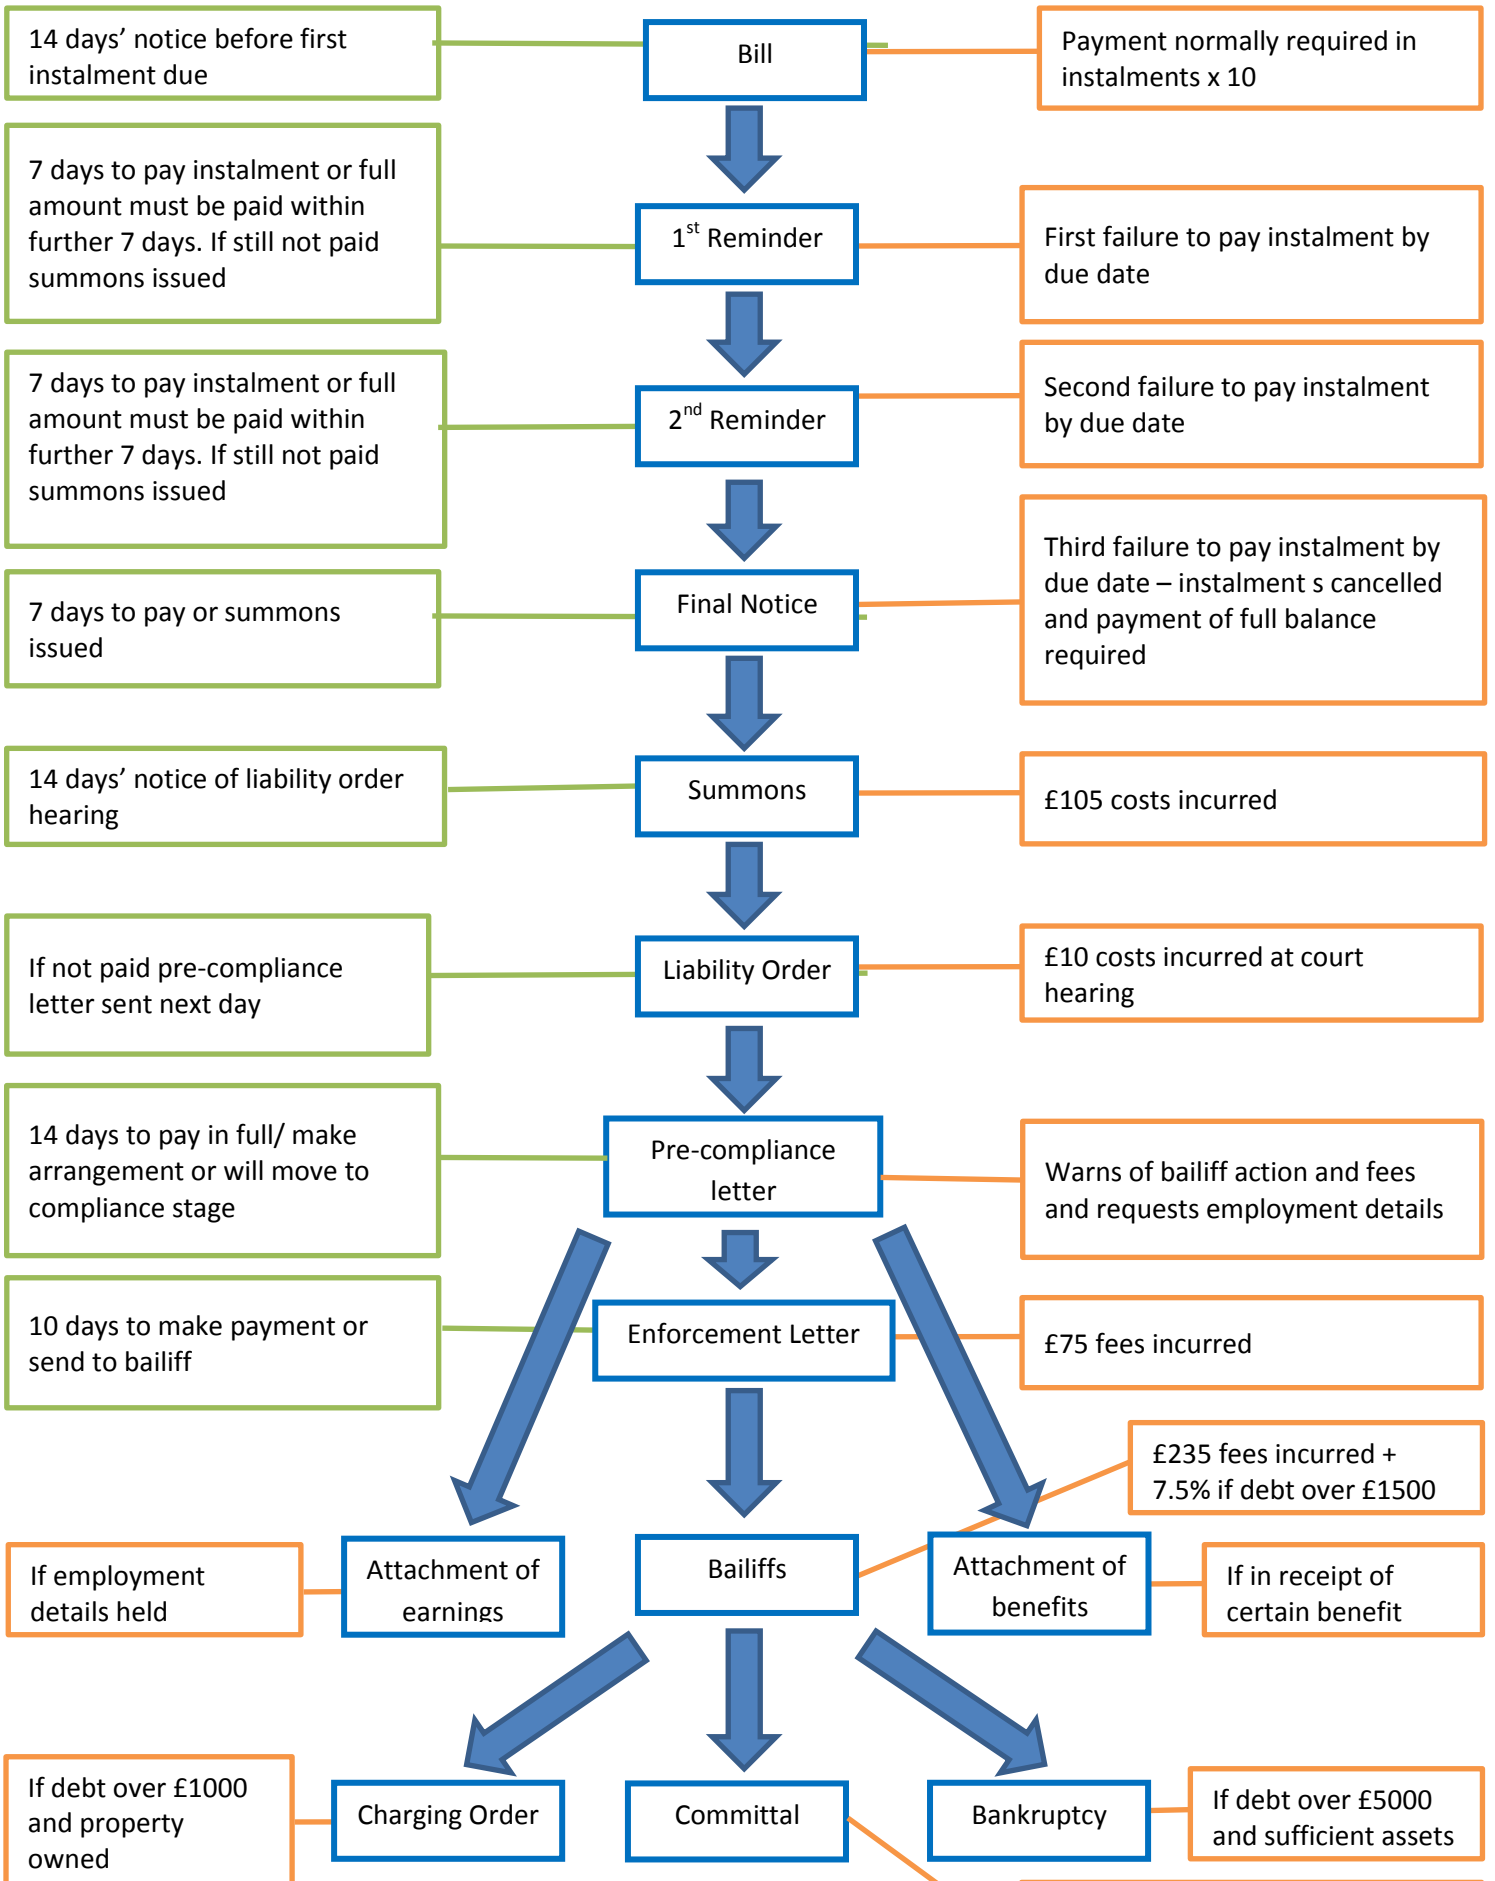 14 days’ notice before first
instalment due
Bill
Payment normally required in
instalments x 10
7 days to pay instalment or full
amount must be paid within
further 7 days. If still not paid
summons issued
1st Reminder
First failure to pay instalment by
due date
7 days to pay instalment or full
amount must be paid within
further 7 days. If still not paid
summons issued
2nd Reminder
Second failure to pay instalment
by due date
7 days to pay or summons
issued
Final Notice
Third failure to pay instalment by
due date – instalment s cancelled
and payment of full balance
required
14 days’ notice of liability order
hearing
Summons
£105 costs incurred
If not paid pre-compliance
letter sent next day
Liability Order
£10 costs incurred at court
hearing
14 days to pay in full/ make
arrangement or will move to
compliance stage
Pre-compliance
letter
Warns of bailiff action and fees
and requests employment details
10 days to make payment or
send to bailiff
Enforcement Letter
£75 fees incurred
£235 fees incurred +
7.5% if debt over £1500
If employment
details held
Attachment of
earnings
Bailiffs
Attachment of
benefits
If in receipt of
certain benefit
If debt over £1000
and property
owned
Charging Order
Committal
Bankruptcy
If debt over £5000
and sufficient assets